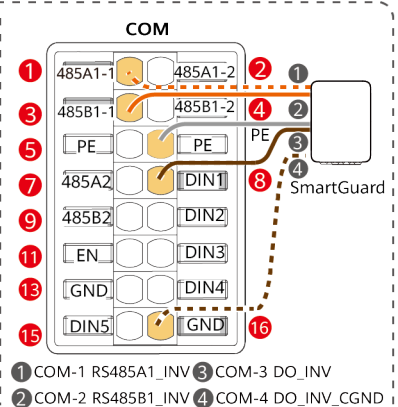 COM
1 485A1-1 485A1-2 2 1
3 485B1-1 485B1-2 4 2
5 PE PE PE 3
7 485A2 DIN1 8 4
SmartGuard
9 485B2 DIN2
11 EN DIN3
13 GND DIN4
15 DIN5 GND 16
1 COM-1 RS485A1_INV 3 COM-3 DO_INV
2 COM-2 RS485B1_INV 4 COM-4 DO_INV_CGND